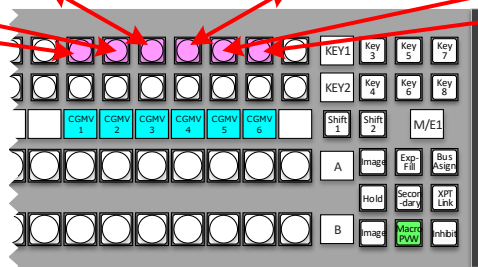 KEY1
Key
3
Key
5
Key
7
KEY2
Key
4
Key
6
Key
8
CGMV
1
CGMV
2
CGMV
3
CGMV
4
CGMV
5
CGMV
6
Shift
1
Shift
2
M/E1
A
Image
Exp-
Fill
Bus
Asign
Hold
Secon
-dary
XPT
Link
B
Image
Macro
PVW
Inhibit